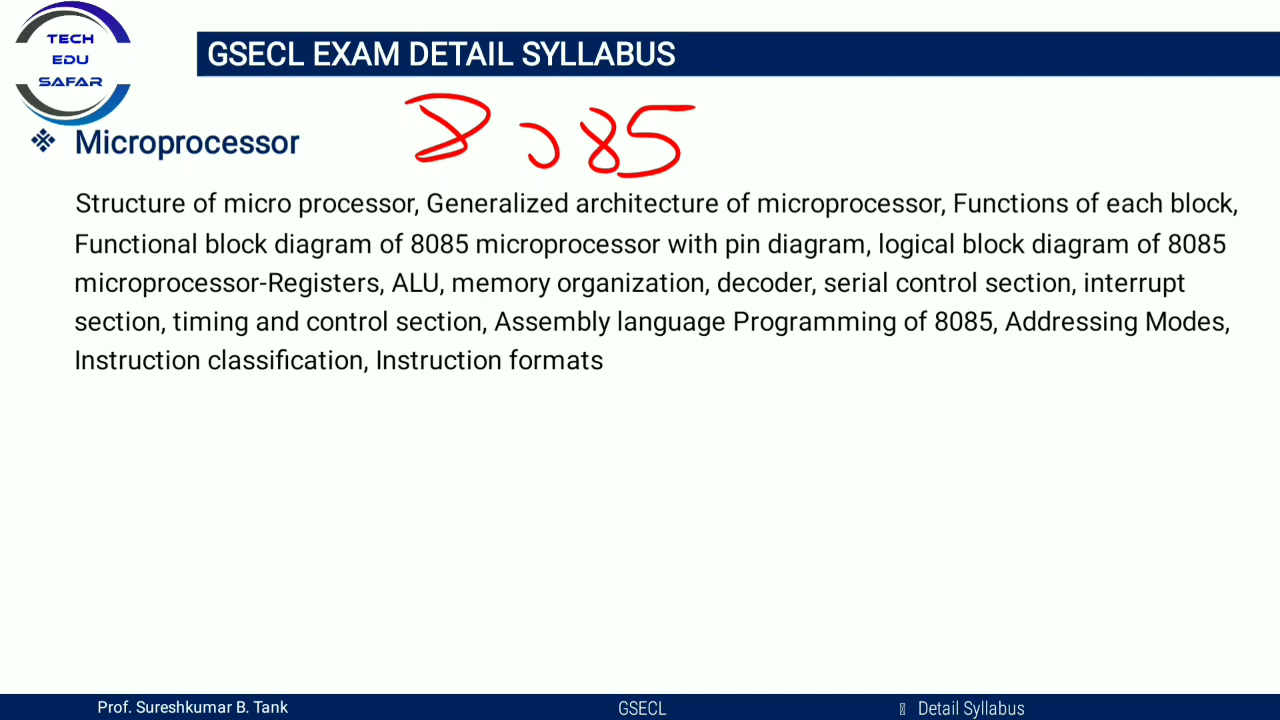 TECH
EDU
SAFAR
GSECL EXAM DETAIL SYLLABUS
8085
❖ Microprocessor
Structure of micro processor, Generalized architecture of microprocessor, Functions of each block,
Functional block diagram of 8085 microprocessor with pin diagram, logical block diagram of 8085
microprocessor-Registers, ALU, memory organization, decoder, serial control section, interrupt
section, timing and control section, Assembly language Programming of 8085, Addressing Modes,
Instruction classification, Instruction formats
Prof. Sureshkumar B. Tank
GSECL
Detail Syllabus